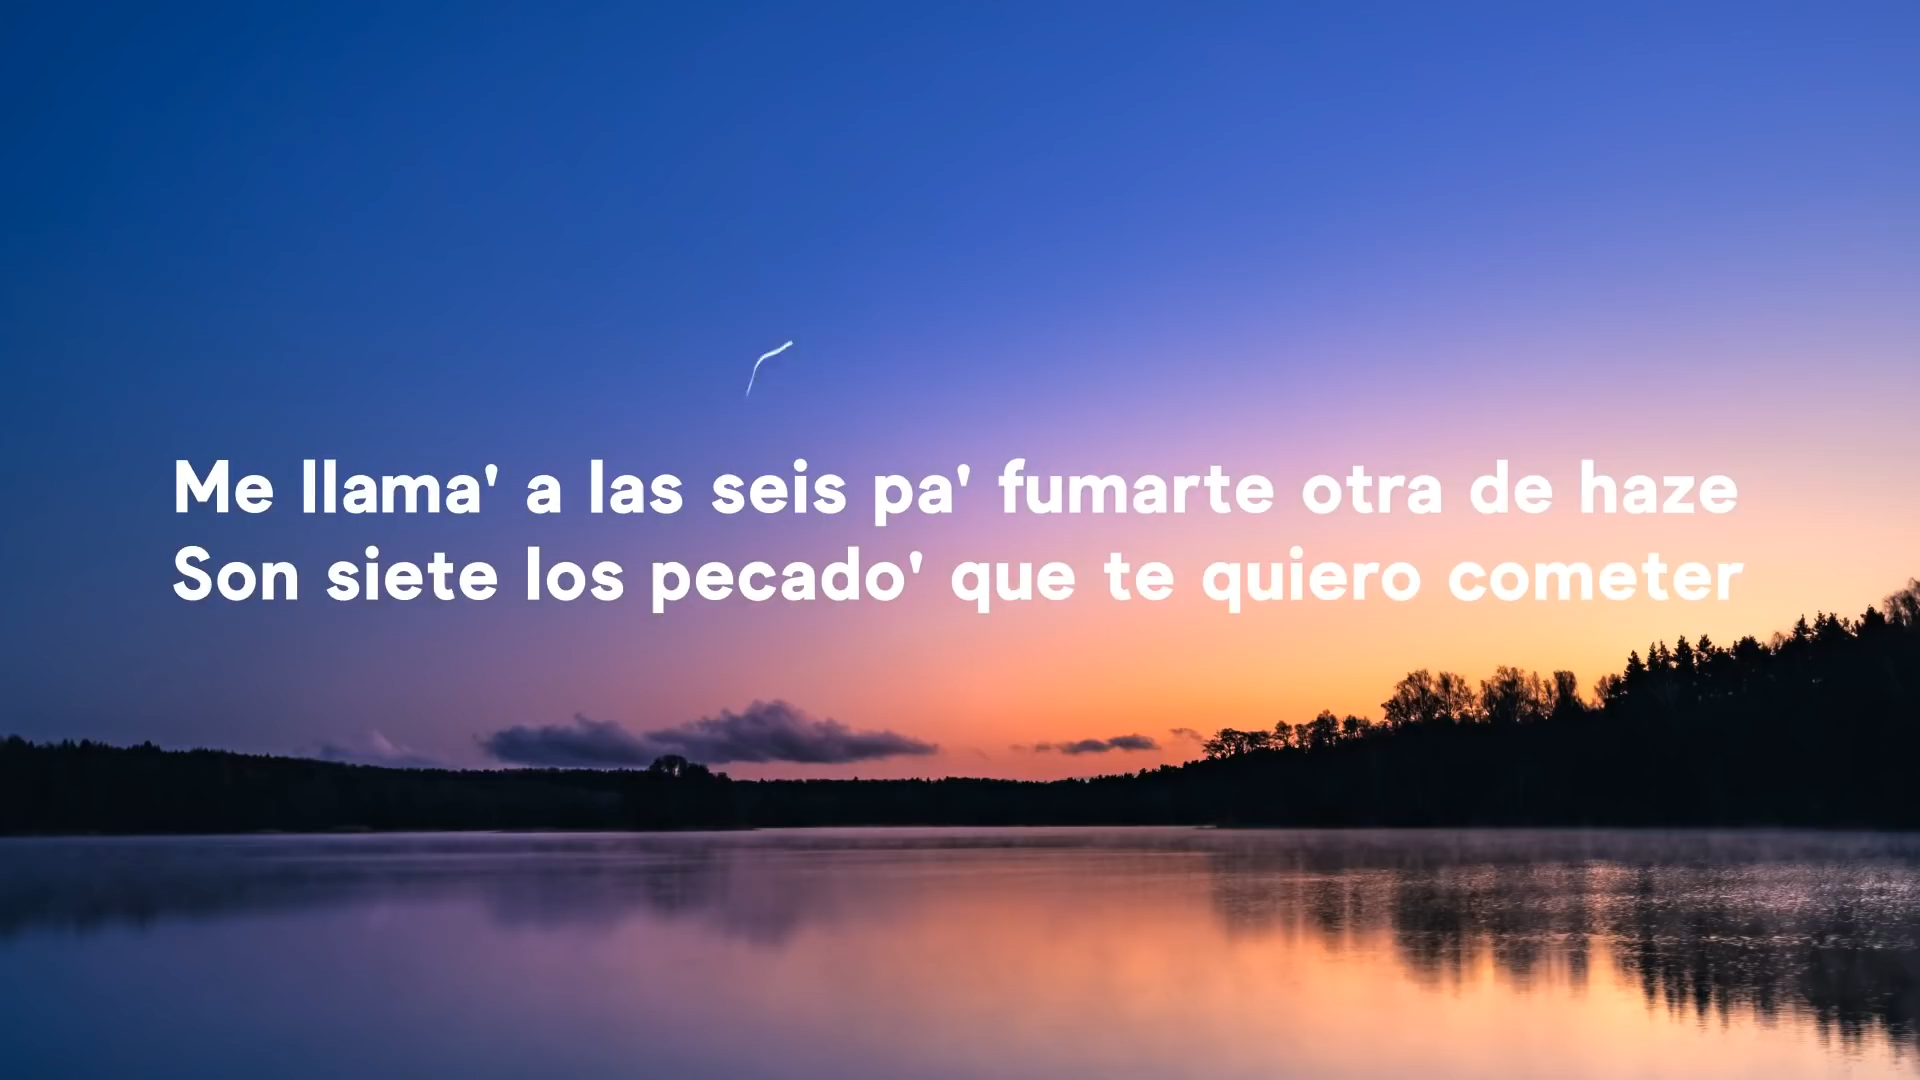 Me llama' a las seis pa' fumarte otra de haze
Son siete los pecado' que te quiero cometer